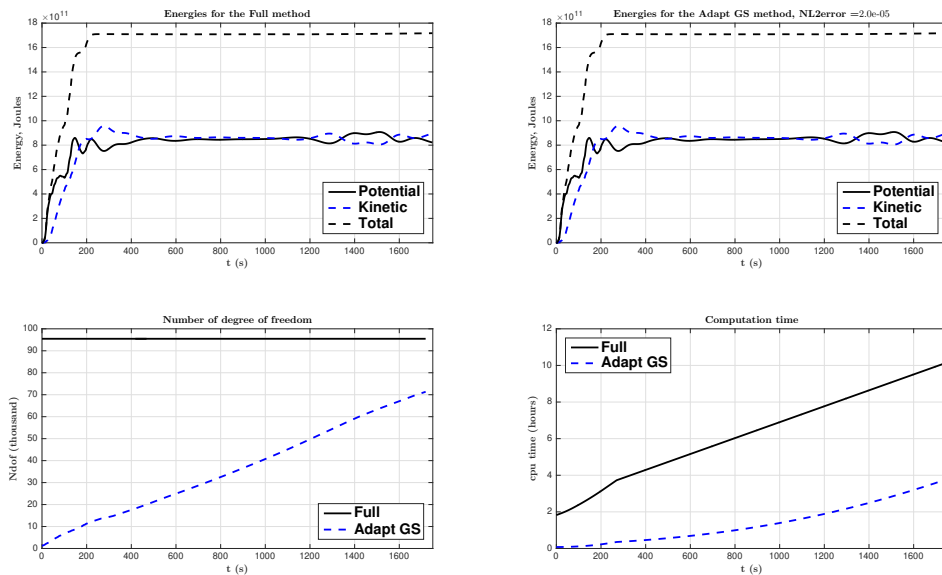 Energies for the Full method
×10¹¹
18
16
14
12
10
8
6
4
2
0
Energy, Joules
0 200 400 600 800 1000 1200 1400 1600
t (s)
Potential
Kinetic
Total
Energies for the Adapt GS method, NL2error =2.0e-05
×10¹¹
18
16
14
12
10
8
6
4
2
0
Energy, Joules
0 200 400 600 800 1000 1200 1400 1600
t (s)
Potential
Kinetic
Total
Number of degree of freedom
100
90
80
70
60
50
40
30
20
10
0
Ndof (thousand)
0 200 400 600 800 1000 1200 1400 1600
t (s)
Full
Adapt GS
Computation time
12
10
8
6
4
2
0
cpu time (hours)
0 200 400 600 800 1000 1200 1400 1600
t (s)
Full
Adapt GS